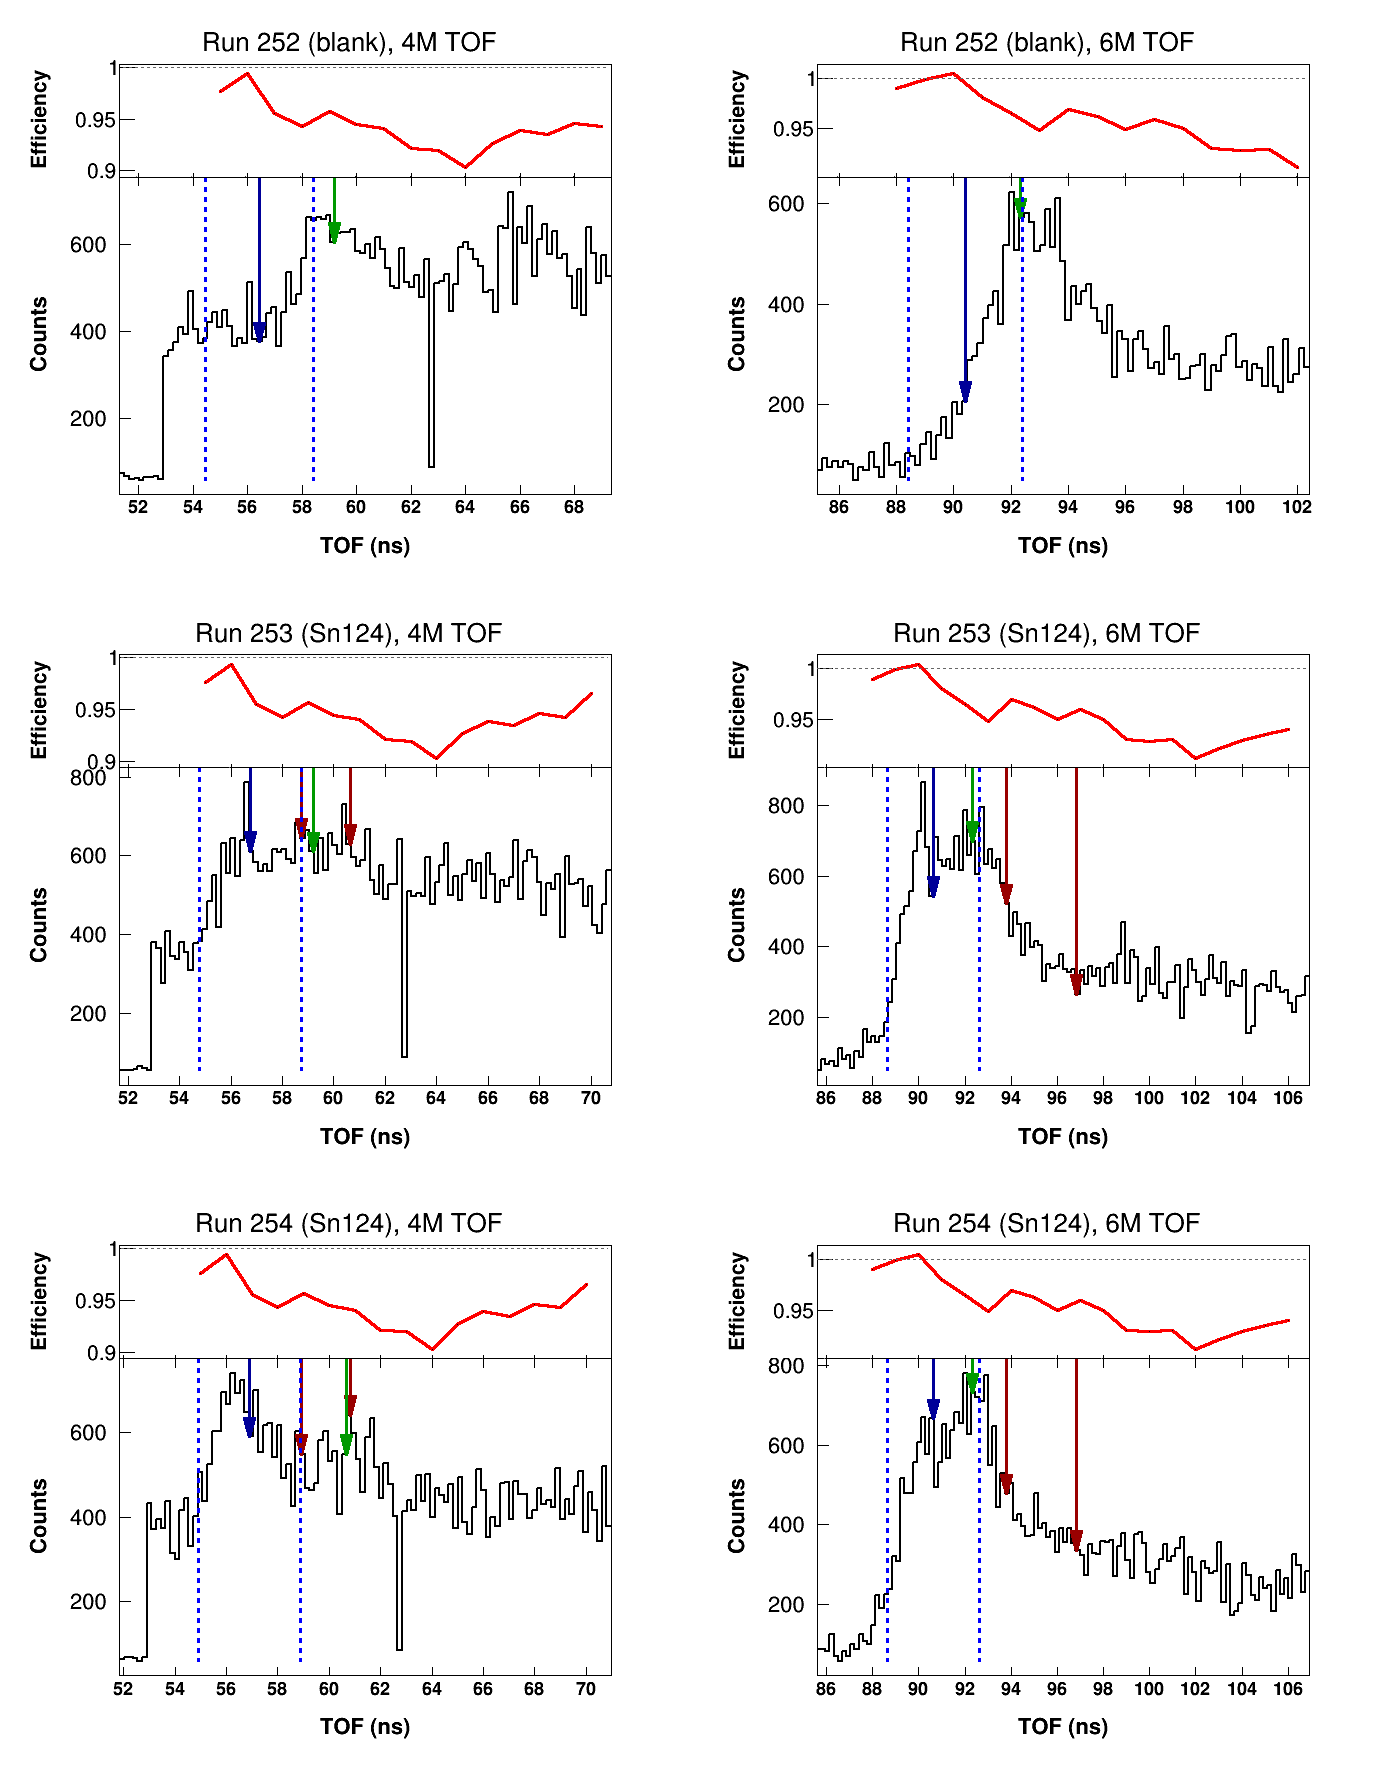 Run 252 (blank), 4M TOF
Efficiency
1
0.95
0.9
Counts
600
400
200
52 54 56 58 60 62 64 66 68
TOF (ns)
Run 252 (blank), 6M TOF
Efficiency
1
0.95
Counts
600
400
200
86 88 90 92 94 96 98 100 102
TOF (ns)
Run 253 (Sn124), 4M TOF
Efficiency
1
0.95
0.9
Counts
800
600
400
200
52 54 56 58 60 62 64 66 68 70
TOF (ns)
Run 253 (Sn124), 6M TOF
Efficiency
1
0.95
Counts
800
600
400
200
86 88 90 92 94 96 98 100 102 104 106
TOF (ns)
Run 254 (Sn124), 4M TOF
Efficiency
1
0.95
0.9
Counts
600
400
200
52 54 56 58 60 62 64 66 68 70
TOF (ns)
Run 254 (Sn124), 6M TOF
Efficiency
1
0.95
Counts
800
600
400
200
86 88 90 92 94 96 98 100 102 104 106
TOF (ns)